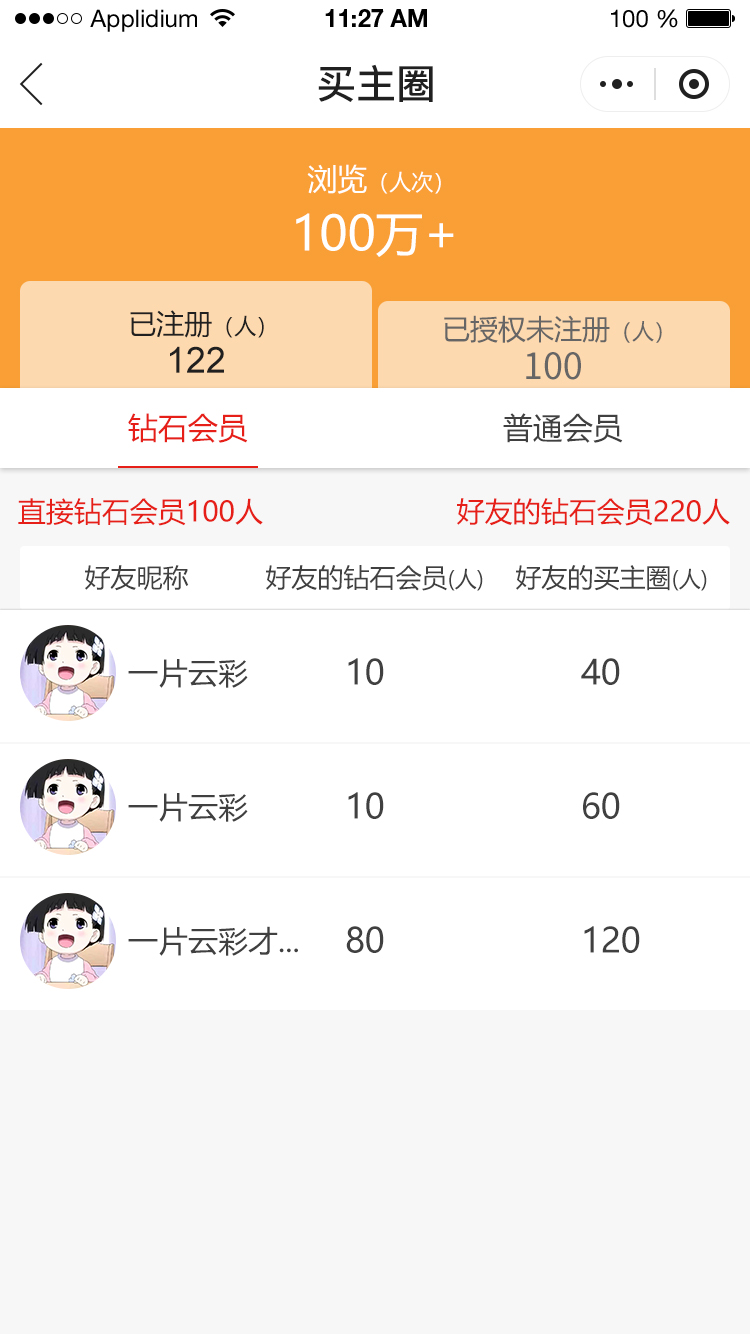 Applidium 11:27 AM 100 %
买主圈
浏览（人次）
100万+
已注册（人）
122
已授权未注册（人）
100
钻石会员 普通会员
直接钻石会员100人 好友的钻石会员220人
好友昵称 好友的钻石会员(人) 好友的买主圈(人)
一片云彩 10 40
一片云彩 10 60
一片云彩才... 80 120